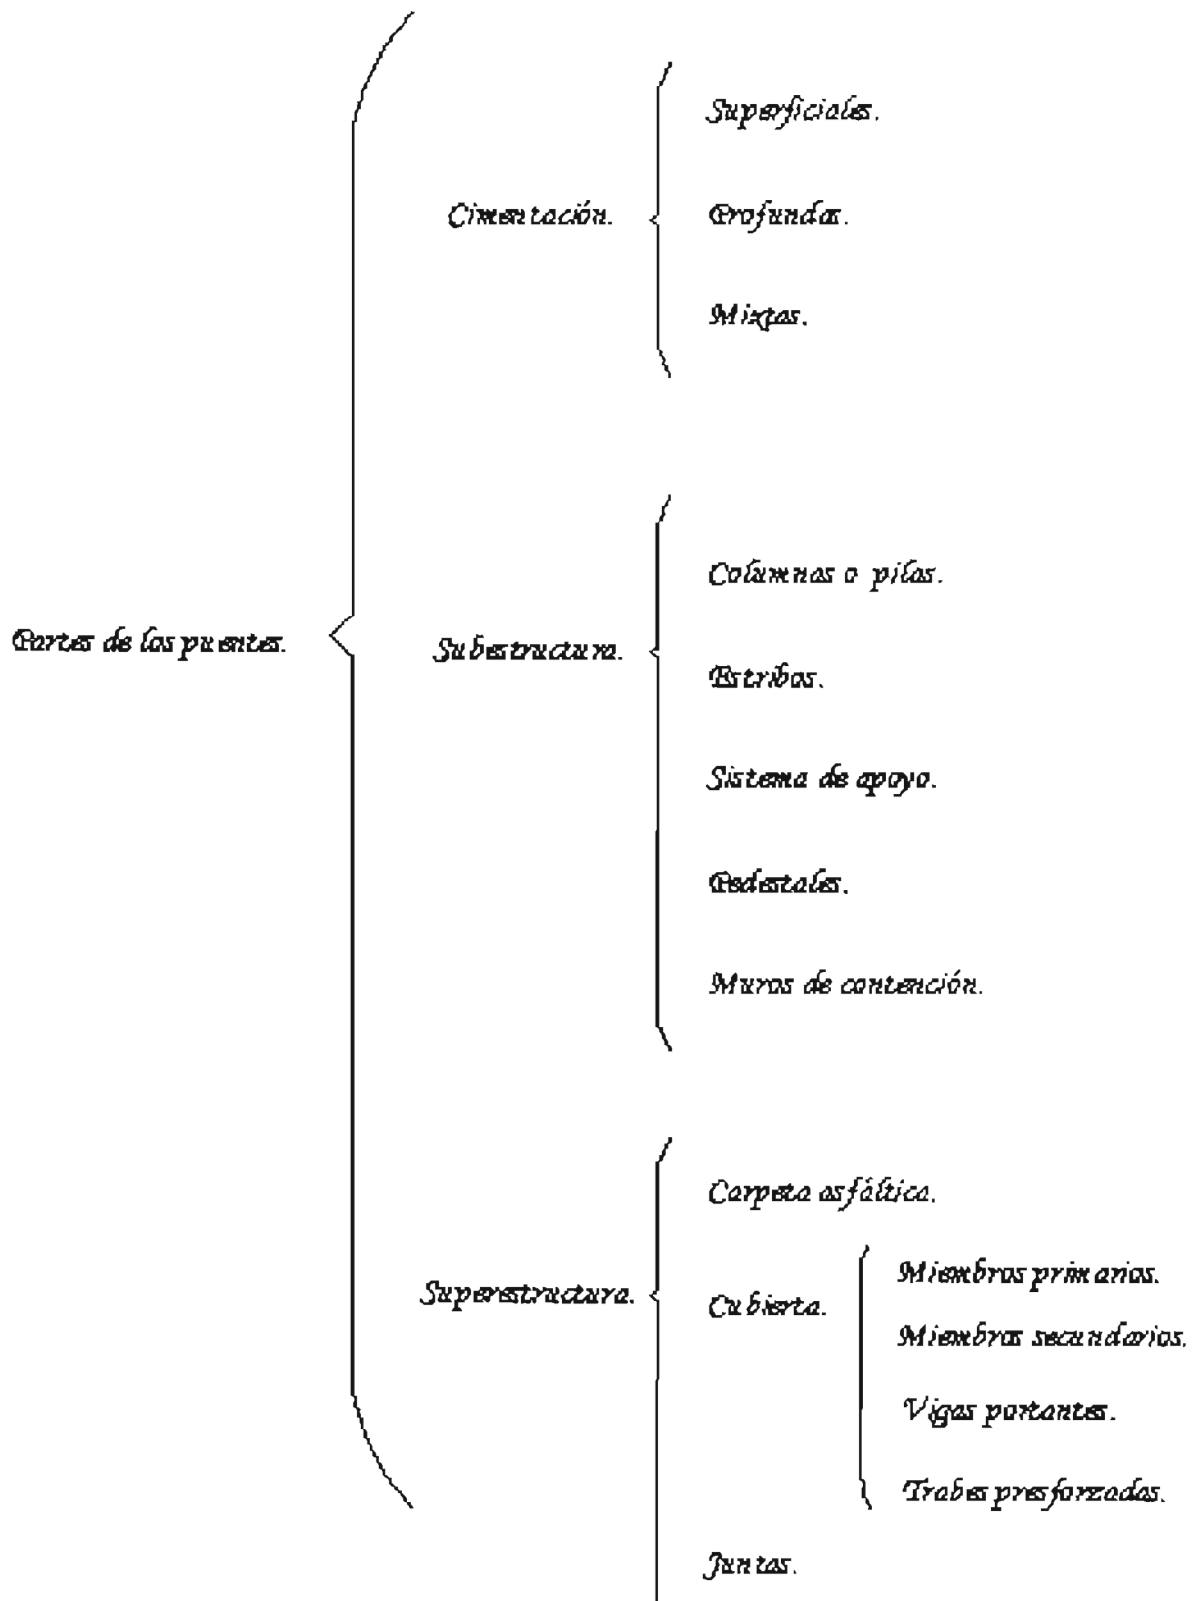 Superficiales.
Cimentación.
Profundas.
Mixtas.
Columnas o pilas.
Partes de los puentes.
Subestructura.
Estribos.
Sistema de apoyo.
Pedestales.
Muros de contención.
Carpeta asfáltica.
Superestructura.
Cubierta.
Miembros primarios.
Miembros secundarios.
Vigas portantes.
Trabes presforzadas.
Juntas.